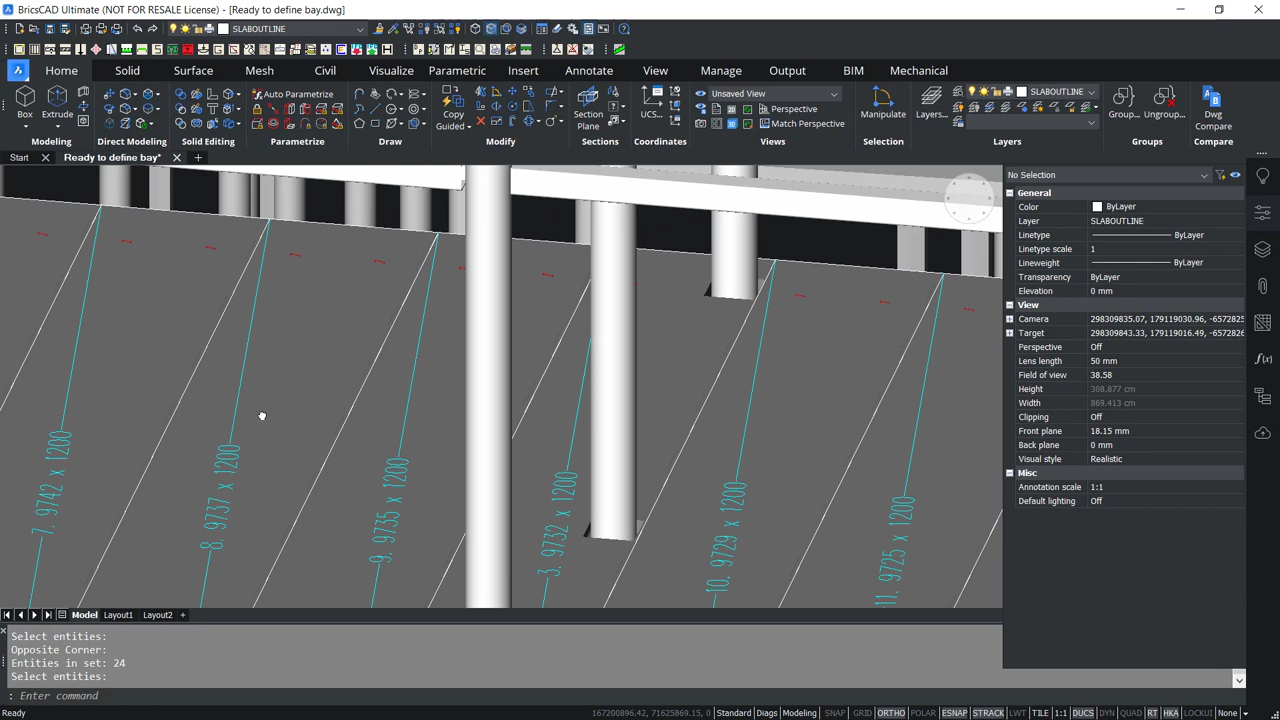 BricsCAD Ultimate (NOT FOR RESALE License) - [Ready to define bay.dwg]
SLABOUTLINE
Home Solid Surface Mesh Civil Visualize Parametric Insert Annotate View Manage Output BIM Mechanical
Auto Parametrize
Unsaved View
SLABOUTLINE
Perspective
Match Perspective
Box
Extrude
Copy
Guided
Section
Plane
UCS...
Manipulate
Layers...
Group...
Ungroup...
Dwg
Compare
Modeling Direct Modeling Solid Editing Parametrize Draw Modify Sections Coordinates Views Layers Groups Compare
Start Ready to define bay*
No Selection
General
Color ByLayer
Layer SLABOUTLINE
Linetype ByLayer
Linetype scale 1
Lineweight ByLayer
Transparency ByLayer
Elevation 0 mm
View
Camera 298309835.07, 179119030.96, -6572825
Target 298309843.33, 179119016.49, -6572826
Perspective Off
Lens length 50 mm
Field of view 38.58
Height 308.877 cm
Width 869.413 cm
Clipping Off
Front plane 18.15 mm
Back plane 0 mm
Visual style Realistic
Misc
Annotation scale 1:1
Default lighting Off
7. 9742 x 1200
8. 9737 x 1200
9. 9735 x 1200
3. 9732 x 1200
10. 9729 x 1200
11. 9725 x 1200
Model Layout1 Layout2
Select entities:
Opposite Corner:
Entities in set: 24
Select entities:
: Enter command
Ready
167200896.42, 71625869.15, 0 Standard Diags Modeling SNAP GRID ORTHO POLAR ESNAP STRACK LWT TILE 1:1 DUCS DYN QUAD RT HKA LOCKUI None